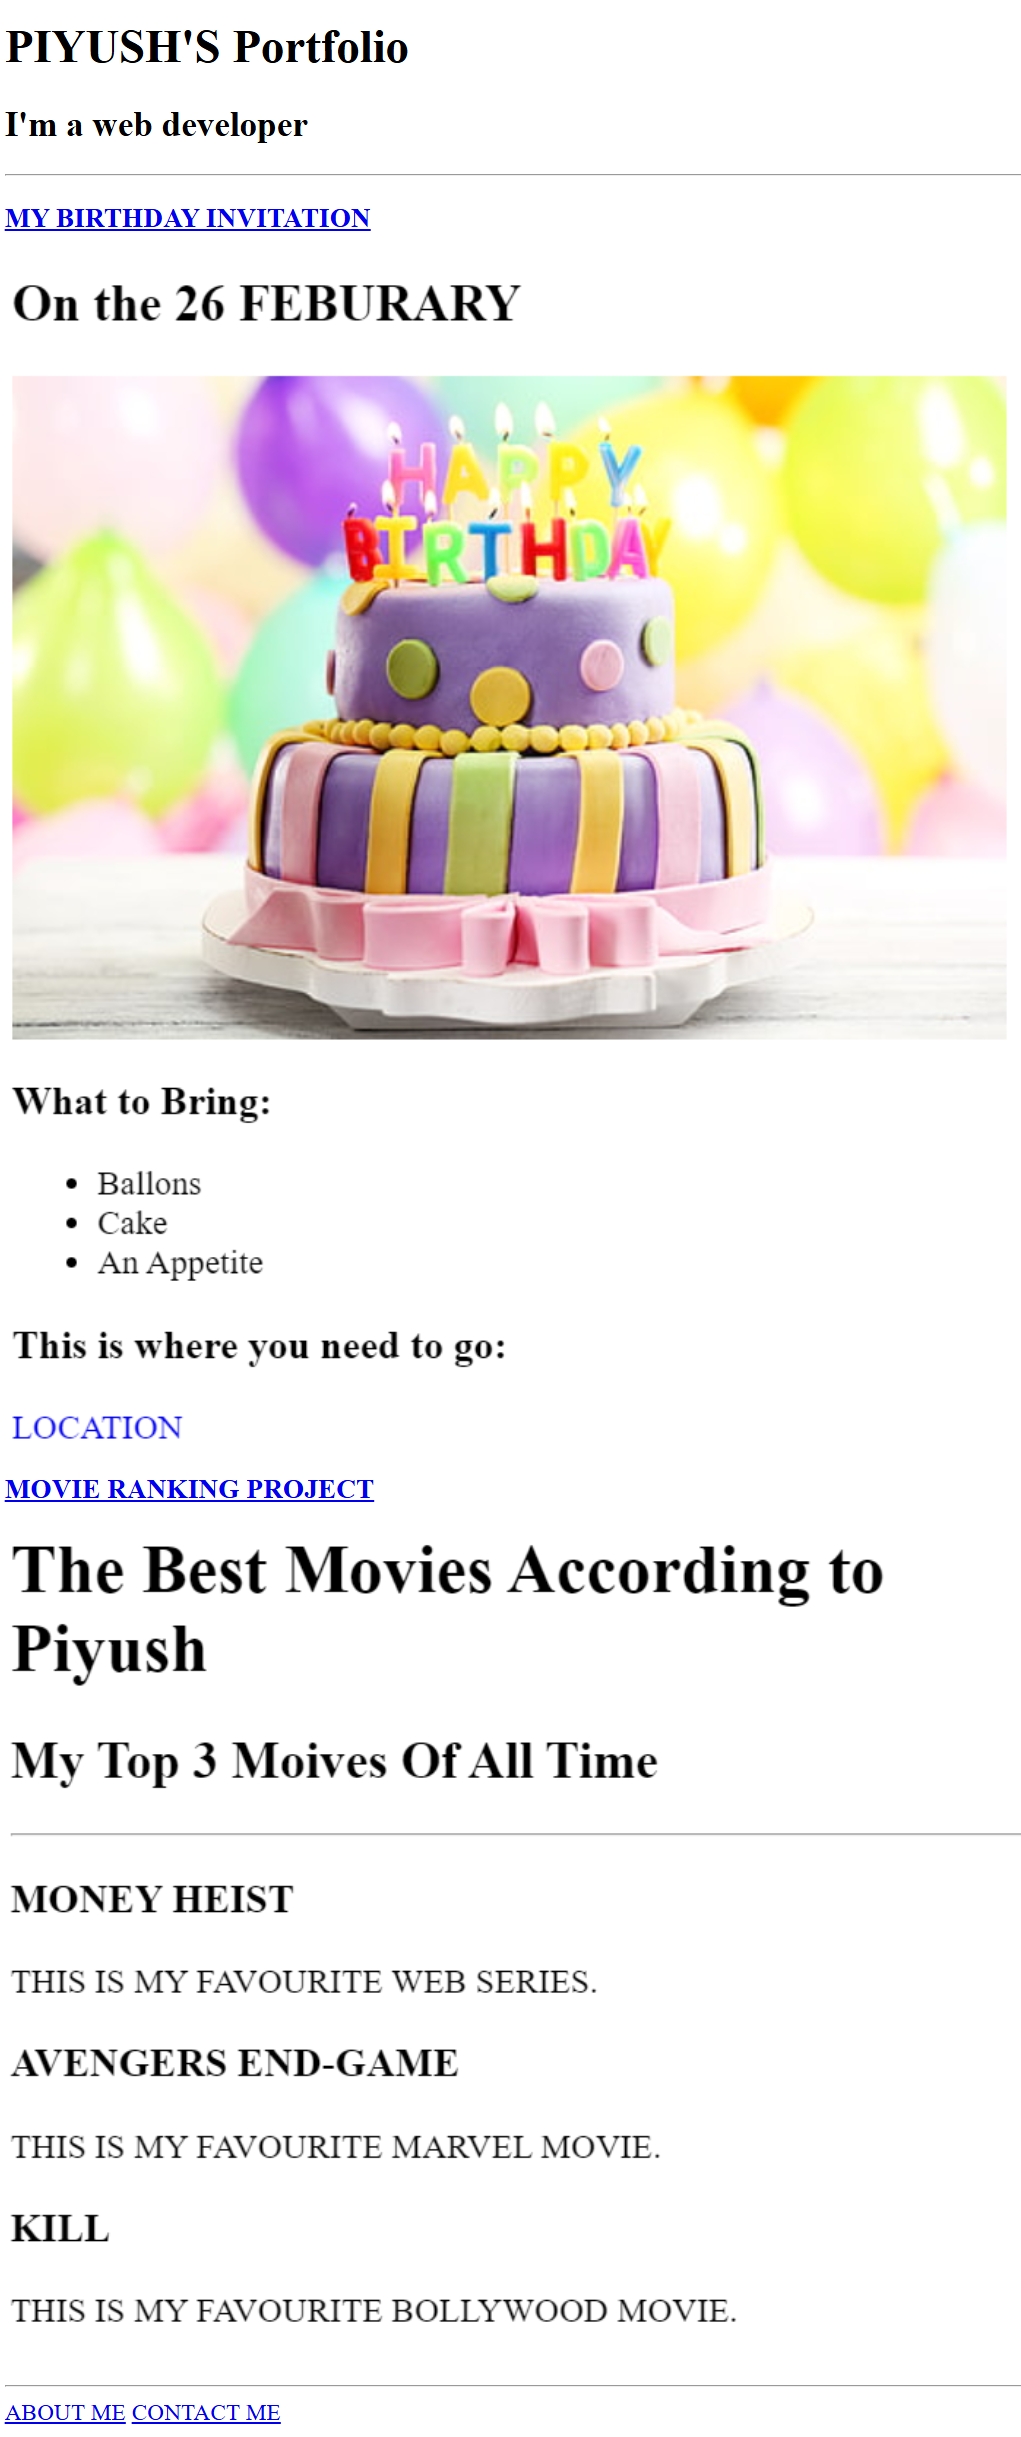 PIYUSH'S Portfolio
I'm a web developer
MY BIRTHDAY INVITATION
On the 26 FEBURARY
HAPPY
BIRTHDAY
What to Bring:
Ballons
Cake
An Appetite
This is where you need to go:
LOCATION
MOVIE RANKING PROJECT
The Best Movies According to
Piyush
My Top 3 Moives Of All Time
MONEY HEIST
THIS IS MY FAVOURITE WEB SERIES.
AVENGERS END-GAME
THIS IS MY FAVOURITE MARVEL MOVIE.
KILL
THIS IS MY FAVOURITE BOLLYWOOD MOVIE.
ABOUT ME CONTACT ME